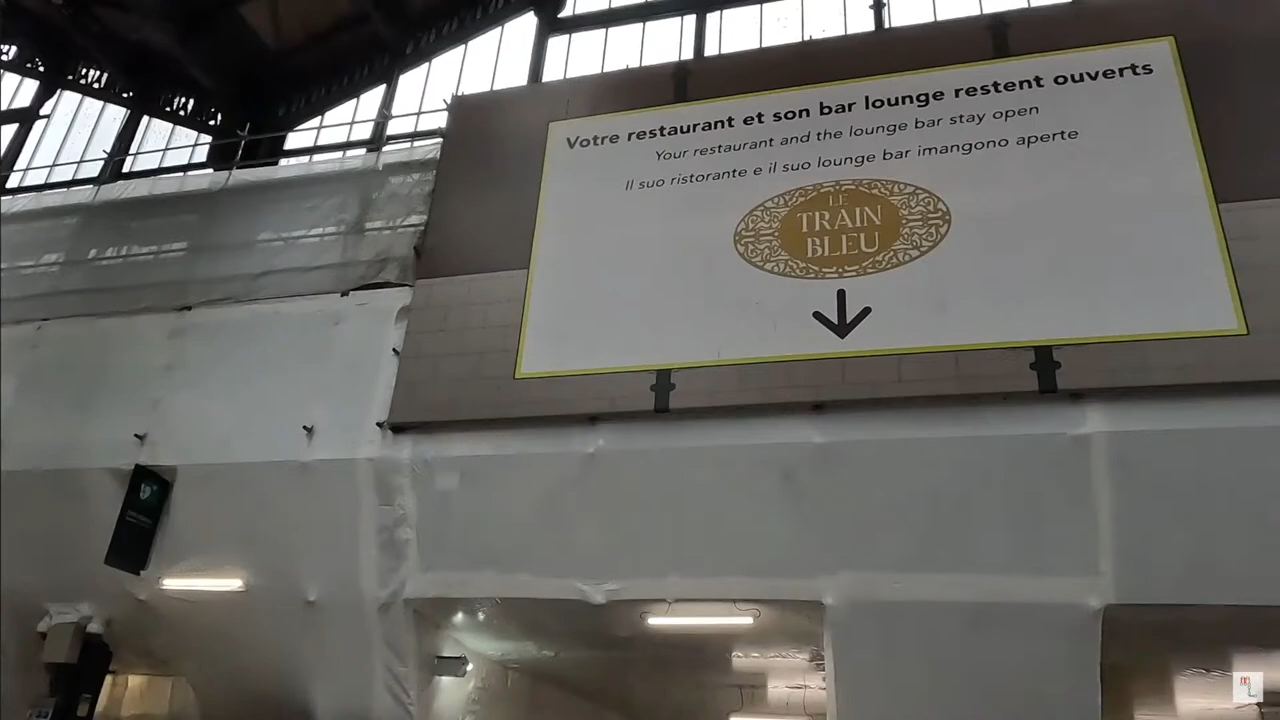 Votre restaurant et son bar lounge restent ouverts
Your restaurant and the lounge bar stay open
Il suo ristorante e il suo lounge bar imangono aperte
LE
TRAIN
BLEU